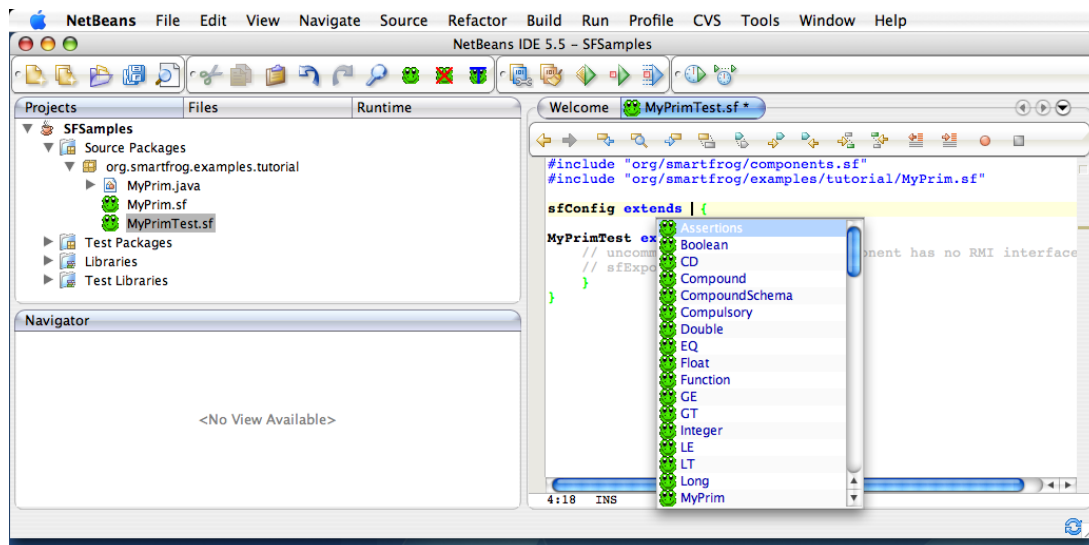 NetBeans File Edit View Navigate Source Refactor Build Run Profile CVS Tools Window Help
NetBeans IDE 5.5 – SFSamples
Projects Files Runtime
SFSamples
Source Packages
org.smartfrog.examples.tutorial
MyPrim.java
MyPrim.sf
MyPrimTest.sf
Test Packages
Libraries
Test Libraries
Navigator
<No View Available>
Welcome MyPrimTest.sf *
#include "org/smartfrog/components.sf"
#include "org/smartfrog/examples/tutorial/MyPrim.sf"
sfConfig extends {
MyPrimTest ex
// uncomm ponent has no RMI interface
// sfExpo
}
}
Assertions
Boolean
CD
Compound
CompoundSchema
Compulsory
Double
EQ
Float
Function
GE
GT
Integer
LE
LT
Long
MyPrim
4:18 INS